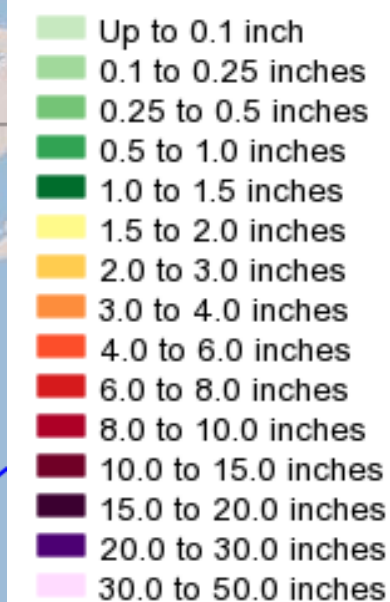 Up to 0.1 inch
0.1 to 0.25 inches
0.25 to 0.5 inches
0.5 to 1.0 inches
1.0 to 1.5 inches
1.5 to 2.0 inches
2.0 to 3.0 inches
3.0 to 4.0 inches
4.0 to 6.0 inches
6.0 to 8.0 inches
8.0 to 10.0 inches
10.0 to 15.0 inches
15.0 to 20.0 inches
20.0 to 30.0 inches
30.0 to 50.0 inches